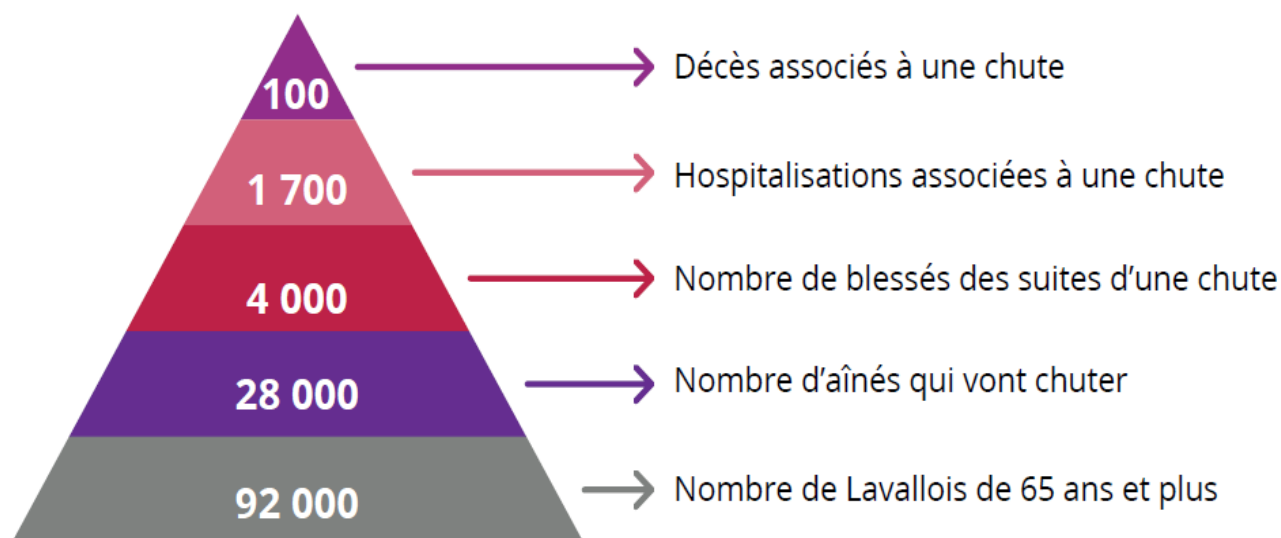 100
Décès associés à une chute
1 700
Hospitalisations associées à une chute
4 000
Nombre de blessés des suites d’une chute
28 000
Nombre d’aînés qui vont chuter
92 000
Nombre de Lavallois de 65 ans et plus